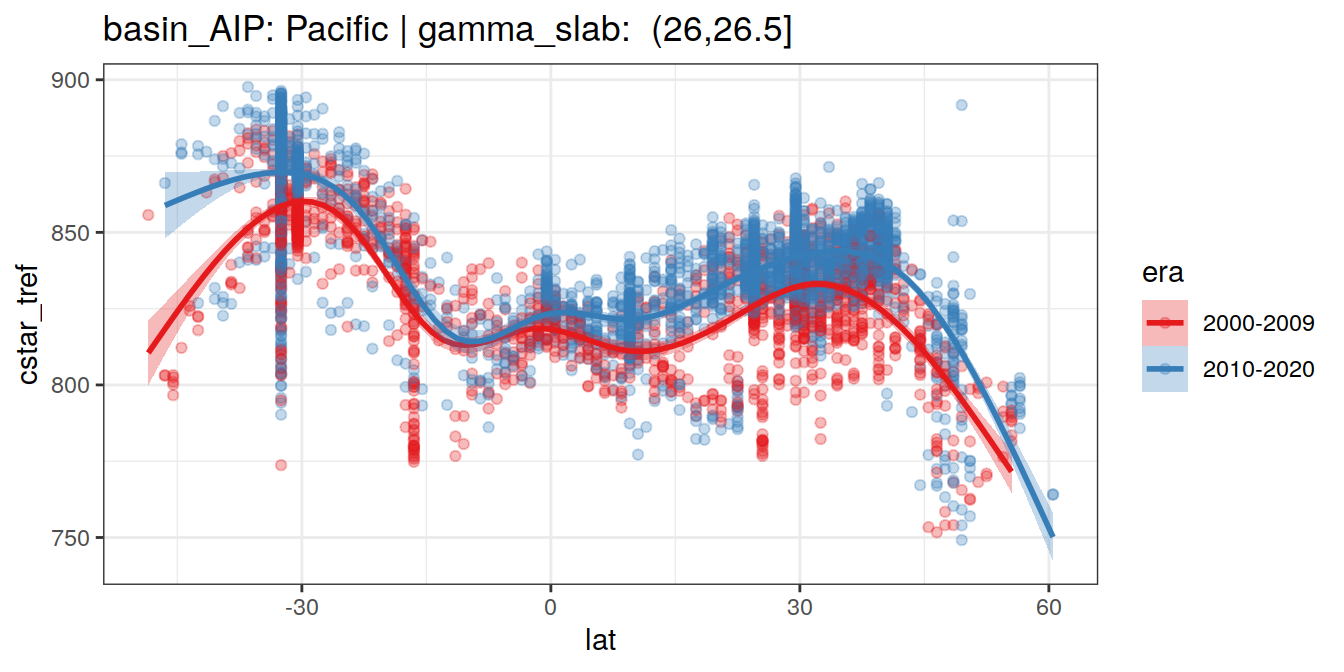 basin_AIP: Pacific | gamma_slab:  (26,26.5]
900
850
800
750
cstar_tref
-30
0
30
60
lat
era
2000-2009
2010-2020